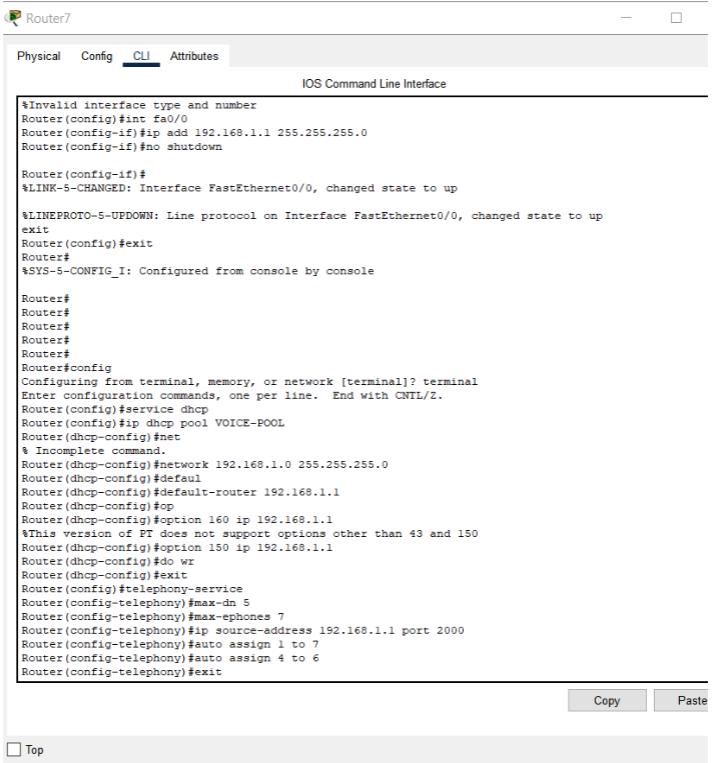 Router7
Physical Config CLI Attributes
IOS Command Line Interface
%Invalid interface type and number
Router(config)#int fa0/0
Router(config-if)#ip add 192.168.1.1 255.255.255.0
Router(config-if)#no shutdown
Router(config-if)#
%LINK-5-CHANGED: Interface FastEthernet0/0, changed state to up
%LINEPROTO-5-UPDOWN: Line protocol on Interface FastEthernet0/0, changed state to up
exit
Router(config)#exit
Router#
%SYS-5-CONFIG_I: Configured from console by console
Router#
Router#
Router#
Router#
Router#
Router#config
Configuring from terminal, memory, or network [terminal]? terminal
Enter configuration commands, one per line.  End with CNTL/Z.
Router(config)#service dhcp
Router(config)#ip dhcp pool VOICE-POOL
Router(dhcp-config)#net
% Incomplete command.
Router(dhcp-config)#network 192.168.1.0 255.255.255.0
Router(dhcp-config)#defaul
Router(dhcp-config)#default-router 192.168.1.1
Router(dhcp-config)#op
Router(dhcp-config)#option 160 ip 192.168.1.1
%This version of PT does not support options other than 43 and 150
Router(dhcp-config)#option 150 ip 192.168.1.1
Router(dhcp-config)#do wr
Router(dhcp-config)#exit
Router(config)#telephony-service
Router(config-telephony)#max-dn 5
Router(config-telephony)#max-ephones 7
Router(config-telephony)#ip source-address 192.168.1.1 port 2000
Router(config-telephony)#auto assign 1 to 7
Router(config-telephony)#auto assign 4 to 6
Router(config-telephony)#exit
Copy Paste
Top